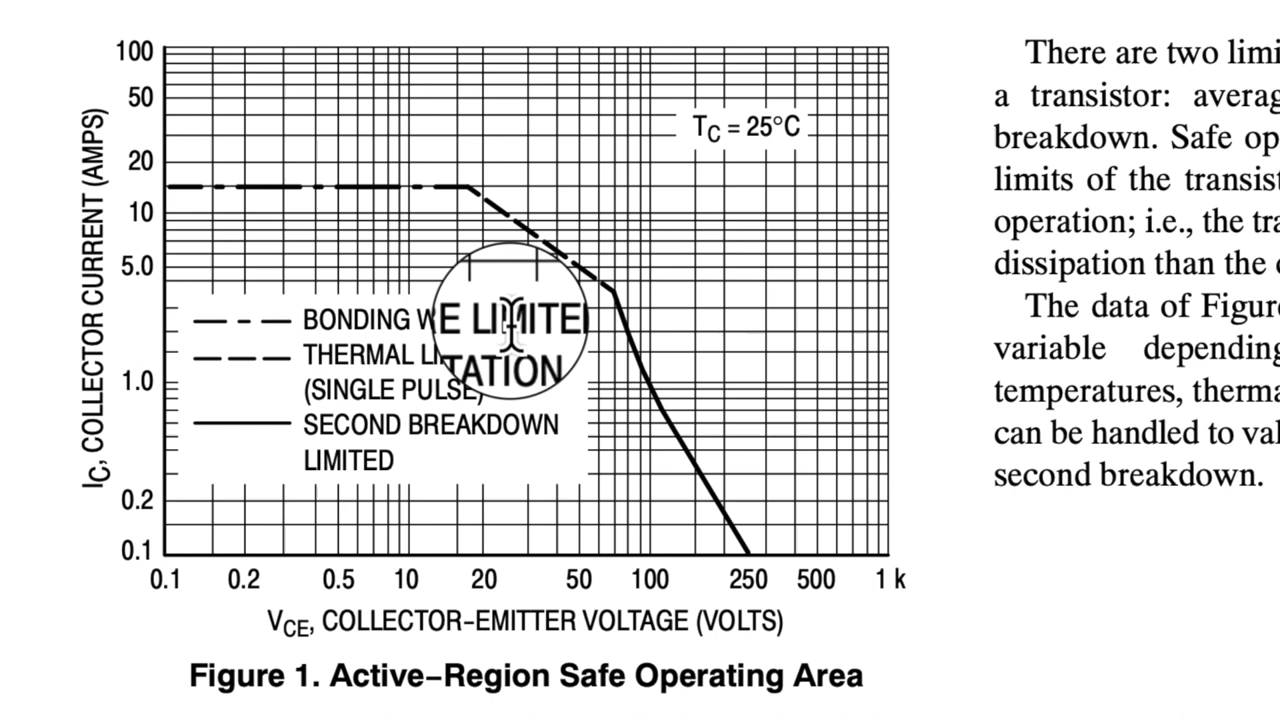 100
50
20
10
5.0
1.0
0.2
0.1
IC, COLLECTOR CURRENT (AMPS)
TC = 25°C
BONDING
THERMAL
(SINGLE PULSE)
SECOND BREAKDOWN
LIMITED
0.1 0.2 0.5 10 20 50 100 250 500 1 k
VCE, COLLECTOR–EMITTER VOLTAGE (VOLTS)
Figure 1. Active–Region Safe Operating Area
There are two limi
a transistor: averag
breakdown. Safe op
limits of the transist
operation; i.e., the tra
dissipation than the
The data of Figure
variable depending
temperatures, therma
can be handled to val
second breakdown.